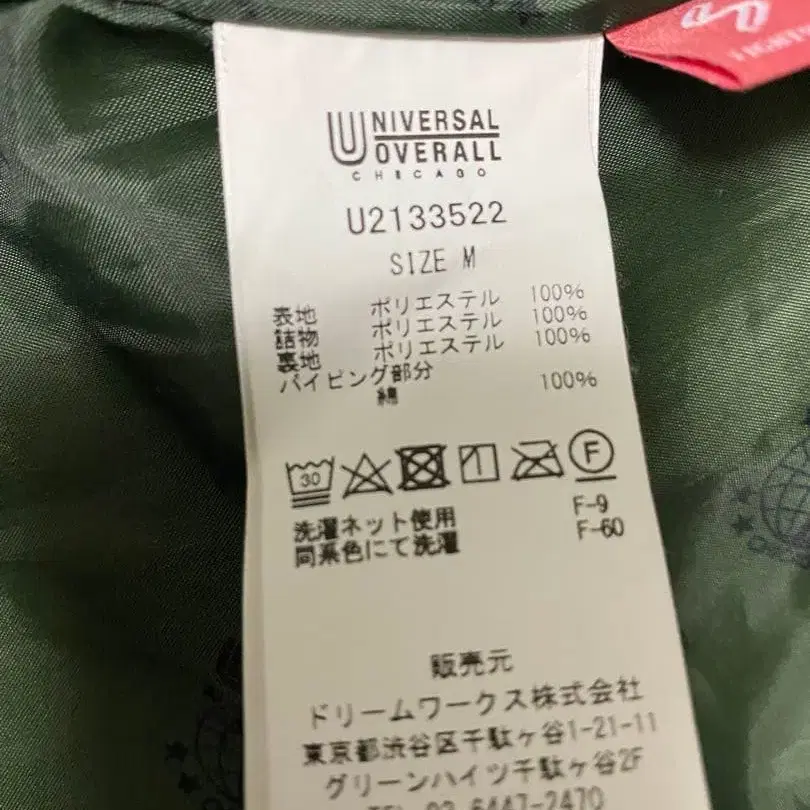 UNIVERSAL
OVERALL
CHICAGO
U2133522
SIZE M
表地 ポリエステル 100%
詰物 ポリエステル 100%
裏地 ポリエステル 100%
パイピング部分
綿 100%
30
F
洗濯ネット使用 F-9
同系色にて洗濯 F-60
販売元
ドリームワークス株式会社
東京都渋谷区千駄ヶ谷1-21-11
グリーンハイツ千駄ヶ谷2F
TEL 03-6447-2470